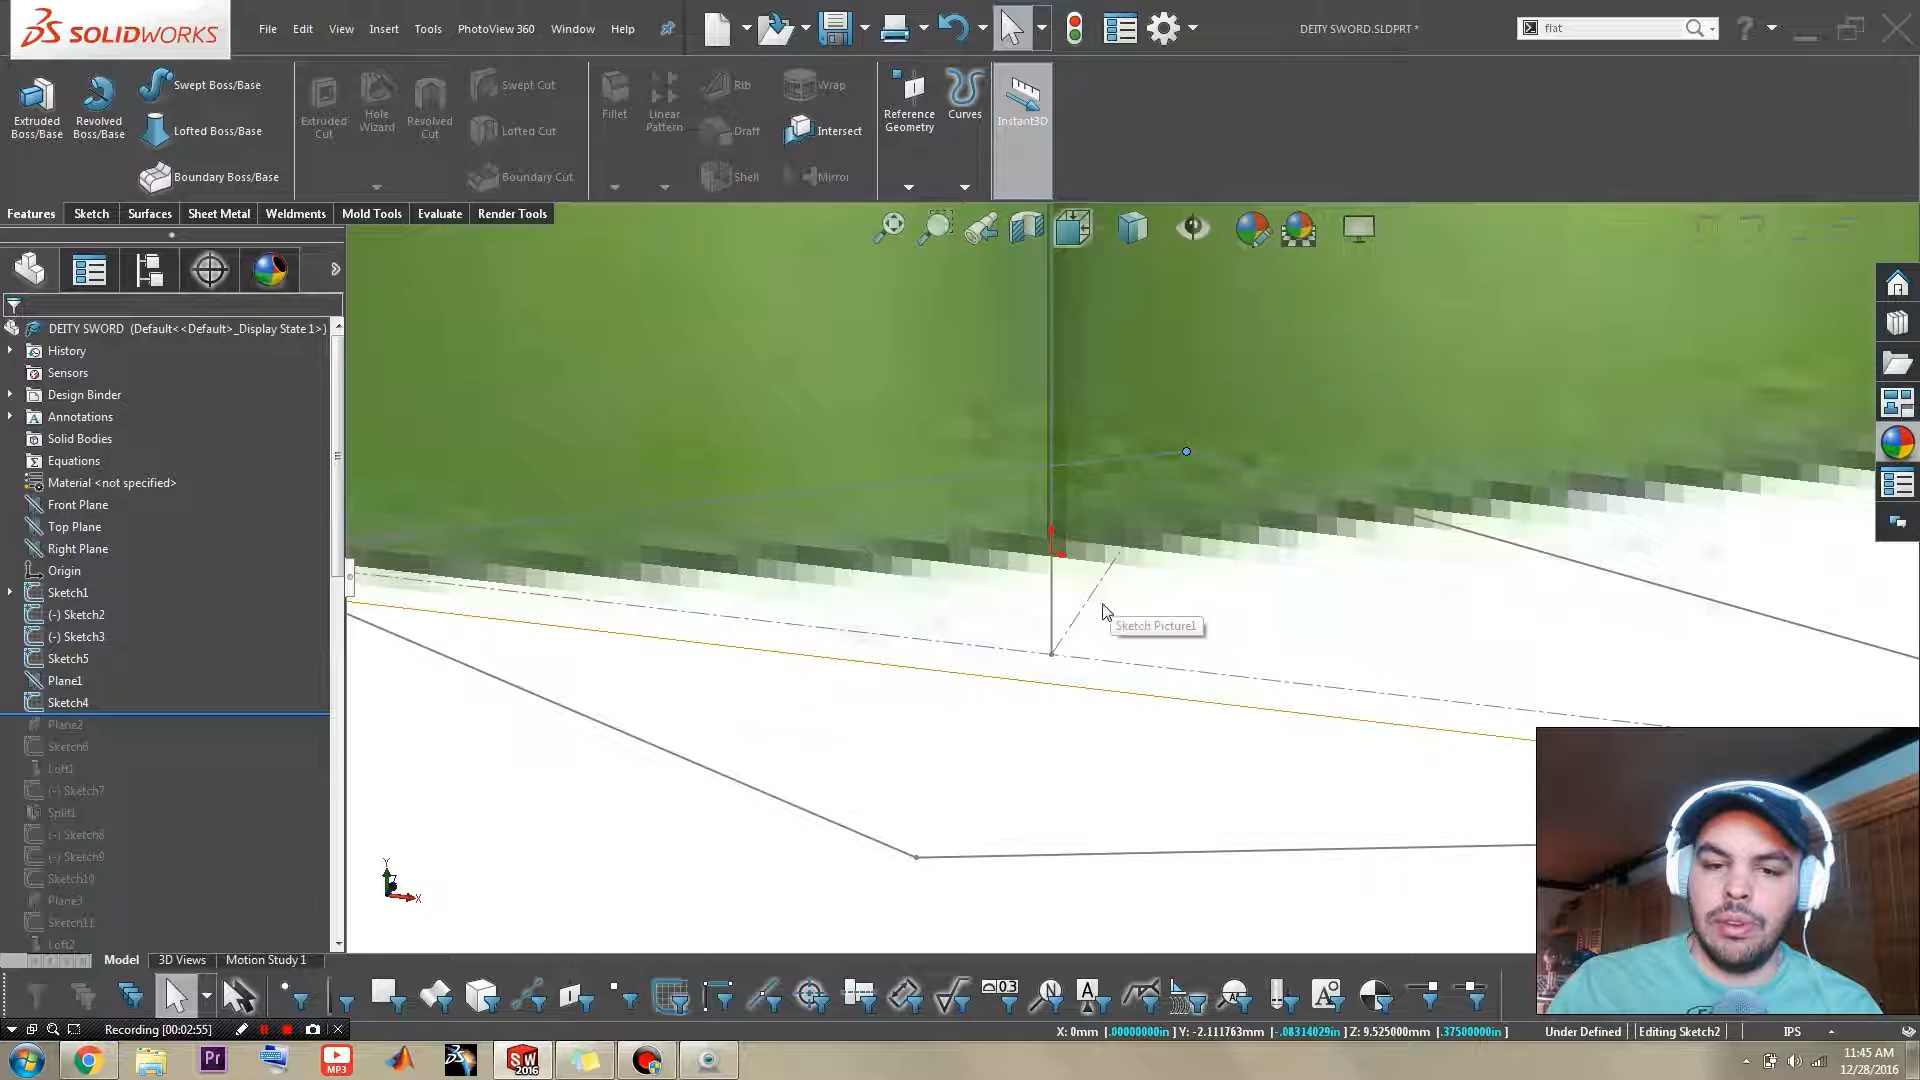 SOLIDWORKS
File Edit View Insert Tools PhotoView 360 Window Help
DEITY SWORD.SLDPRT *
flat
Extruded Boss/Base
Revolved Boss/Base
Swept Boss/Base
Lofted Boss/Base
Boundary Boss/Base
Extruded Cut
Hole Wizard
Revolved Cut
Swept Cut
Lofted Cut
Boundary Cut
Fillet
Linear Pattern
Rib
Draft
Shell
Wrap
Intersect
Mirror
Reference Geometry
Curves
Instant3D
Features Sketch Surfaces Sheet Metal Weldments Mold Tools Evaluate Render Tools
DEITY SWORD (Default<<Default>_Display State 1>)
History
Sensors
Design Binder
Annotations
Solid Bodies
Equations
Material <not specified>
Front Plane
Top Plane
Right Plane
Origin
Sketch1
(-) Sketch2
(-) Sketch3
Sketch5
Plane1
Sketch4
Plane2
Sketch6
Loft1
(-) Sketch7
Split1
(-) Sketch8
(-) Sketch9
Sketch10
Plane3
Sketch11
Loft2
Sketch Picture1
Y
X
Model 3D Views Motion Study 1
Recording [00:02:55]
X: 0mm [.00000000in] Y: -2.111763mm [-.08314029in] Z: 9.525000mm [.37500000in] Under Defined Editing Sketch2 IPS
Pr
MP3
SW 2016
11:45 AM
12/28/2016